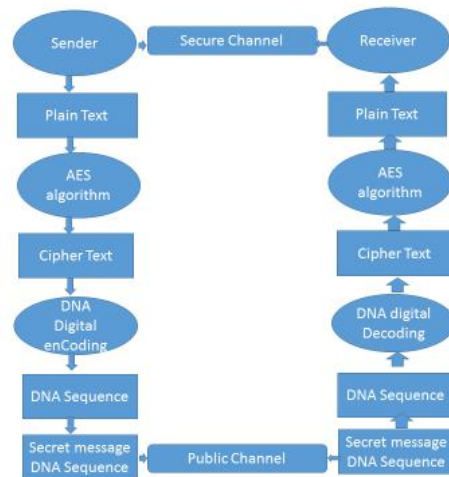 Sender
Secure Channel
Receiver
Plain Text
Plain Text
AES
algorithm
AES
algorithm
Cipher Text
Cipher Text
DNA
Digital
enCoding
DNA digital
Decoding
DNA Sequence
DNA Sequence
Secret message
DNA Sequence
Public Channel
Secret message
DNA Sequence